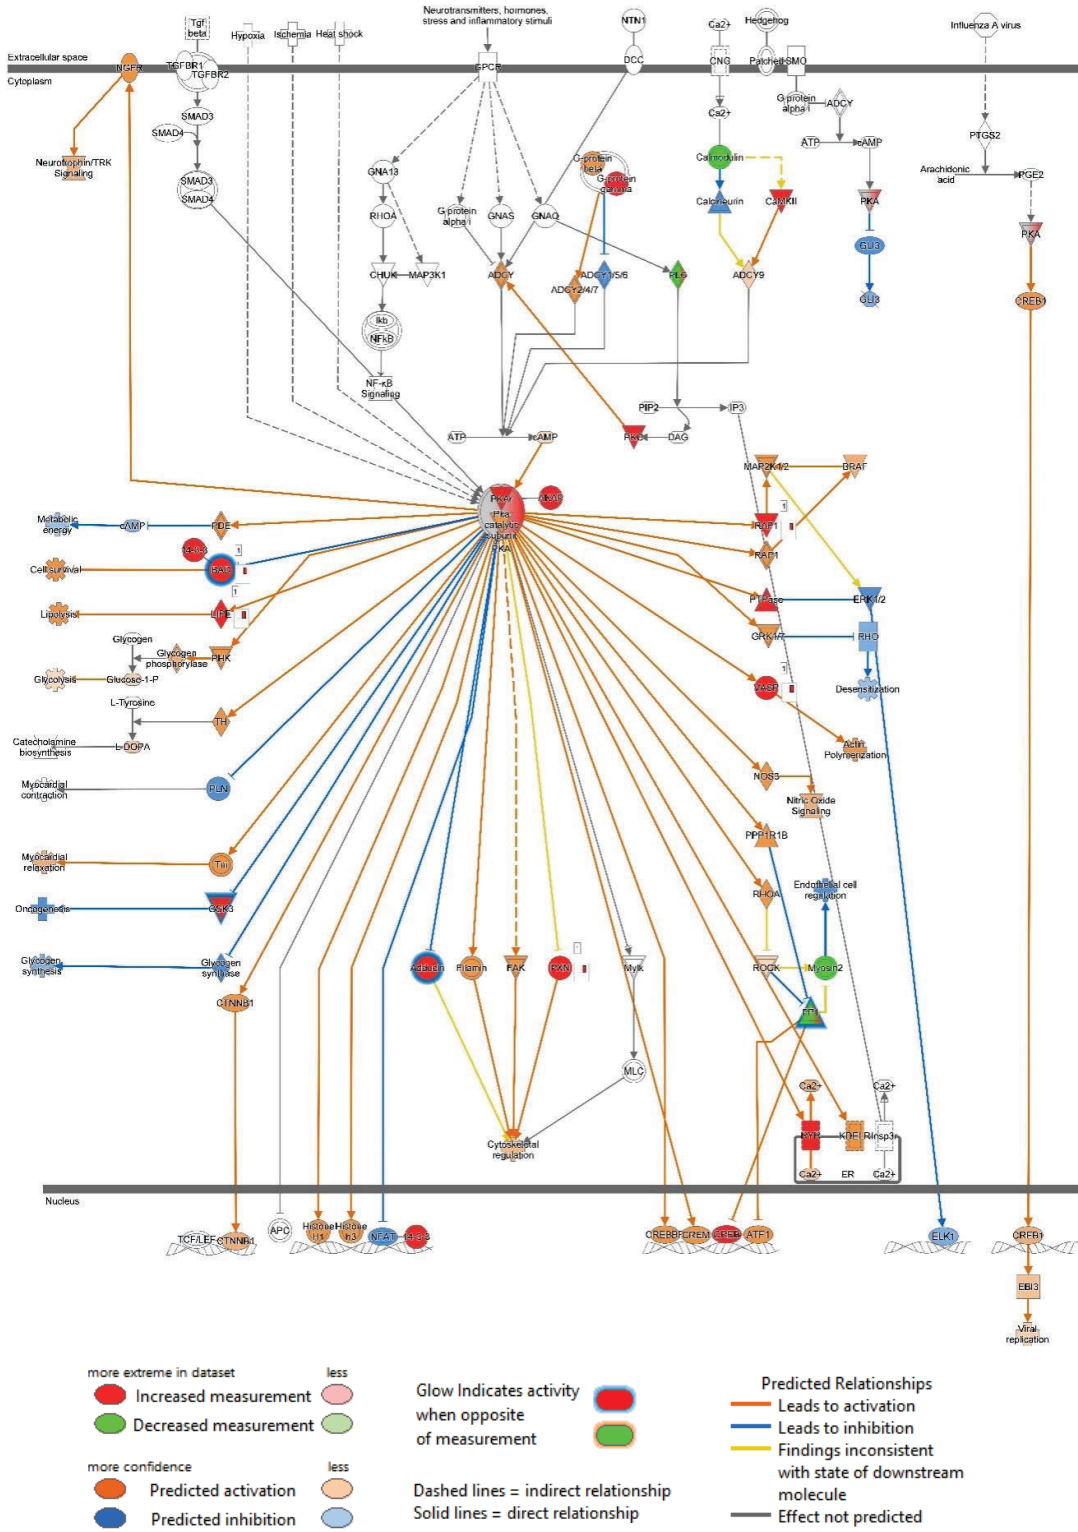 Neurotransmitters, hormones,
stress and inflammatory stimuli
Tgf
beta
Hypoxia
Ischemia
Heat shock
NTN1
Ca2+
Hedgehog
Influenza A virus
Extracellular space
Cytoplasm
NGFR
TGFBR1
TGFBR2
GPCR
DCC
CNG
Patched
SMO
SMAD3
SMAD4
SMAD3
SMAD4
Neurotrophin/TRK
Signaling
GNA13
RHOA
CHUK
MAP3K1
Ikb
NFkB
NF-κB
Signaling
G-protein
alpha i
GNAS
GNAQ
G-protein
beta
G-protein
gamma
ADCY
ADCY2/4/7
ADCY1/5/6
PLC
Ca2+
Calmodulin
Calcineurin
CaMKII
ADCY9
G-protein
alpha i
ADCY
ATP
cAMP
PKA
GLI3
GLI3
PTGS2
Arachidonic
acid
PGE2
PKA
CREB1
PIP2
IP3
DAG
PKC
ATP
cAMP
PKAr
Pka
catalytic
subunit
PKA
AKAP
MAP2K1/2
BRAF
RAP1
1
RAP1
PTPase
ERK1/2
GRK1/7
RHO
Desensitization
VASP
1
Actin
Polymerization
NOS3
Nitric Oxide
Signaling
PPP1R1B
RHOA
Endothelial cell
regulation
ROCK
Myosin2
PP1
Metabolic
energy
cAMP
PDE
14-3-3
BAD
1
Cell survival
Lipolysis
LIPE
1
Glycogen
Glycogen
phosphorylase
PHK
Glycolysis
Glucose-1-P
L-Tyrosine
TH
Catecholamine
biosynthesis
L-DOPA
Myocardial
contraction
PLN
Myocardial
relaxation
Tni
Oncogenesis
GSK3
Glycogen
synthesis
Glycogen
synthase
CTNNB1
Adducin
Filamin
FAK
PXN
Mylk
MLC
Cytoskeletal
regulation
Ca2+
Ca2+
RYR
KDELR
Insp3r
Ca2+
ER
Ca2+
Nucleus
TCF/LEF
CTNNB1
APC
Histone
H1
Histone
h3
NFAT
14-3-3
CREBBP
CREM
CREB
ATF1
ELK1
CREB1
EBI3
Viral
replication
more extreme in dataset
less
Increased measurement
Decreased measurement
more confidence
less
Predicted activation
Predicted inhibition
Glow Indicates activity
when opposite
of measurement
Dashed lines = indirect relationship
Solid lines = direct relationship
Predicted Relationships
Leads to activation
Leads to inhibition
Findings inconsistent
with state of downstream
molecule
Effect not predicted